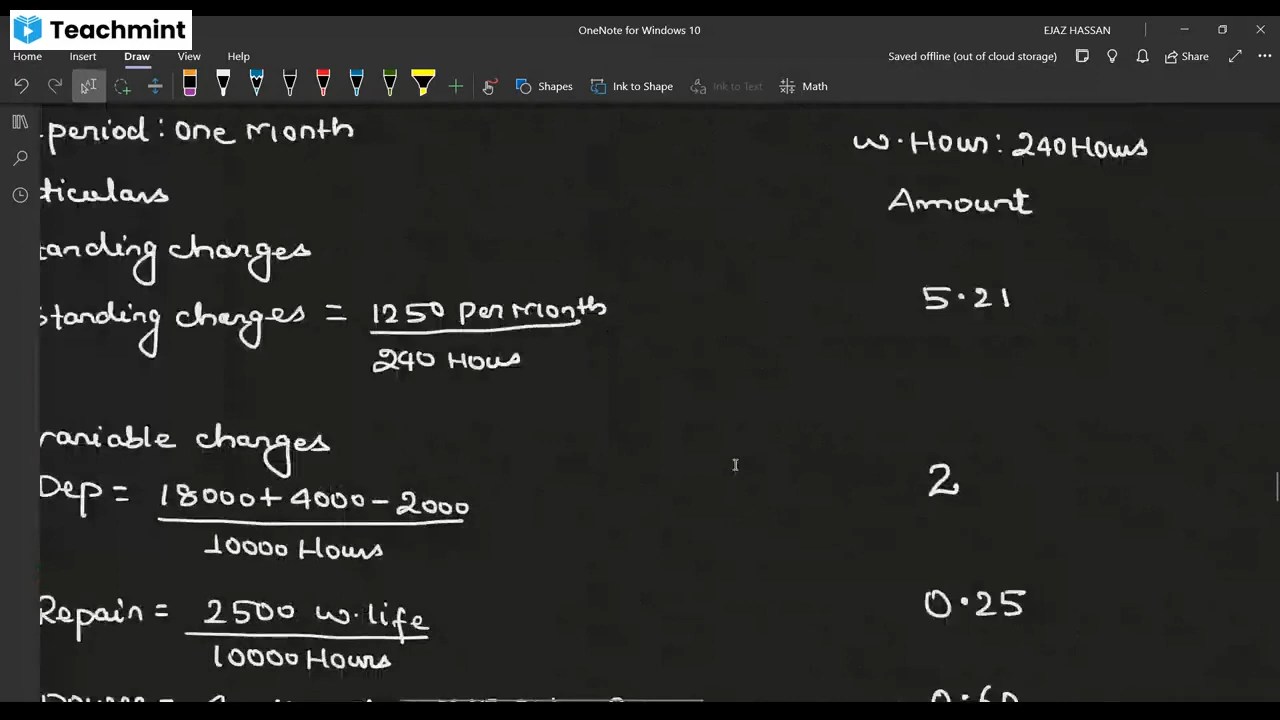 Teachmint
OneNote for Windows 10
EJAZ HASSAN
Home Insert Draw View Help
Saved offline (out of cloud storage) Share
Shapes Ink to Shape Ink to Text Math
.period: One Month
w.Hour: 240 Hours
ticulars
Amount
tanding charges
standing charges = 1250 Per Month
5.21
240 Hous
variable charges
Dep = 18000 + 4000 - 2000
2
10000 Hours
Repair = 2500 w.life
0.25
10000 Hours
0.60